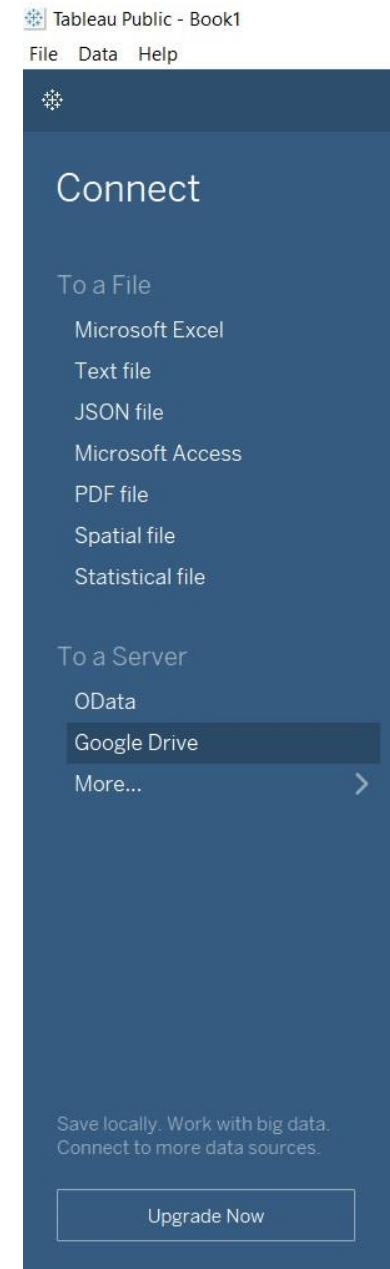 Tableau Public - Book1
File Data Help
Connect
To a File
Microsoft Excel
Text file
JSON file
Microsoft Access
PDF file
Spatial file
Statistical file
To a Server
OData
Google Drive
More...
Save locally. Work with big data.
Connect to more data sources.
Upgrade Now